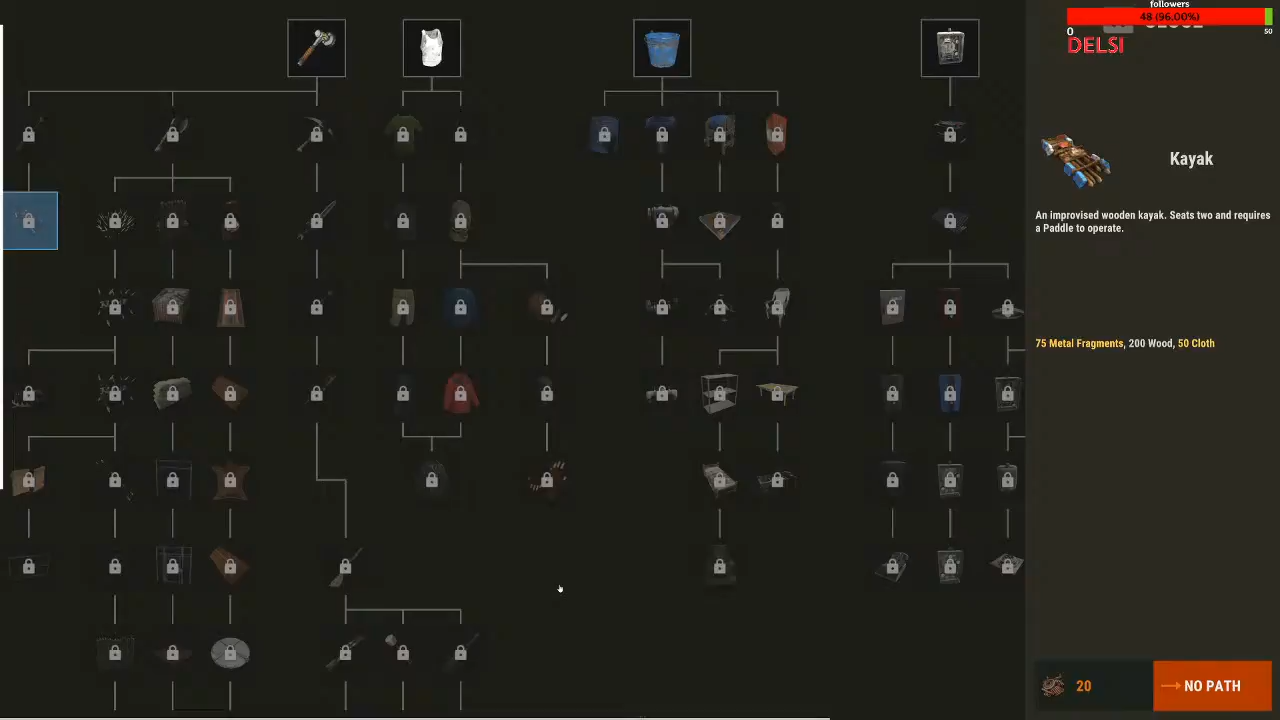 followers
48 (96.00%)
0
50
DELSI
Kayak
An improvised wooden kayak. Seats two and requires
a Paddle to operate.
75 Metal Fragments, 200 Wood, 50 Cloth
20
NO PATH